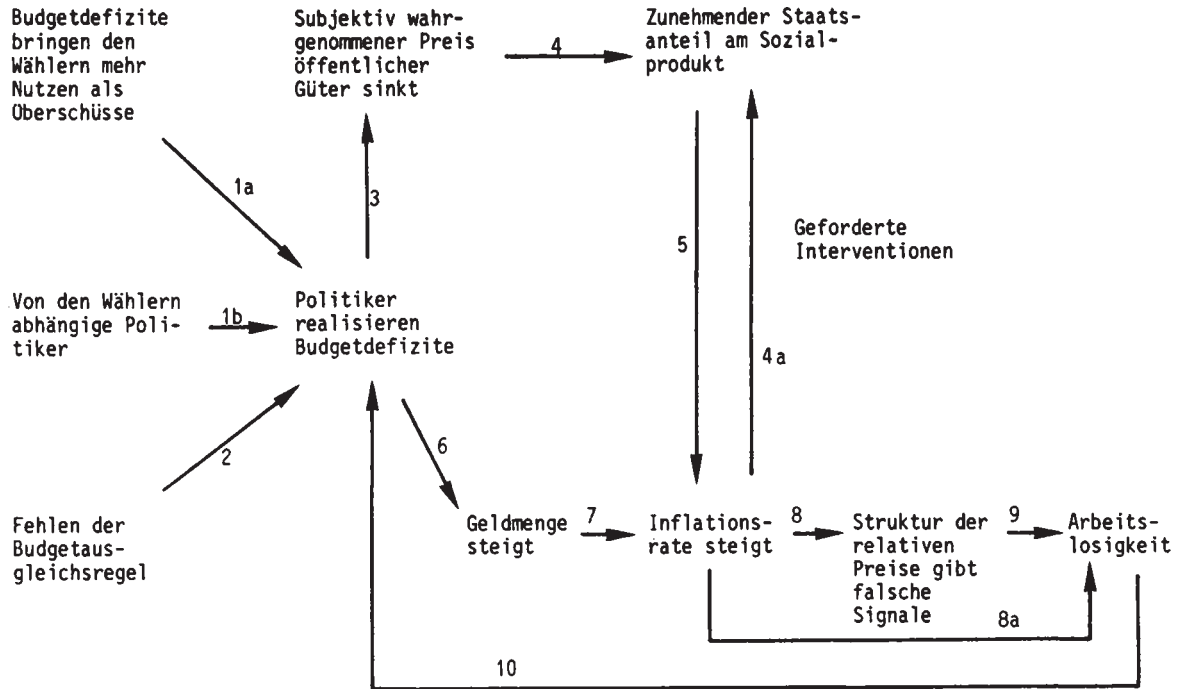 Budgetdefizite
bringen den
Wählern mehr
Nutzen als
Überschüsse
Subjektiv wahr-
genommener Preis
öffentlicher
Güter sinkt
4
Zunehmender Staats-
anteil am Sozial-
produkt
1a
3
5
Geforderte
Interventionen
4a
Von den Wählern
abhängige Poli-
tiker
1b
Politiker
realisieren
Budgetdefizite
2
6
Fehlen der
Budgetaus-
gleichsregel
Geldmenge
steigt
7
Inflations-
rate steigt
8
Struktur der
relativen
Preise gibt
falsche
Signale
9
Arbeits-
losigkeit
8a
10